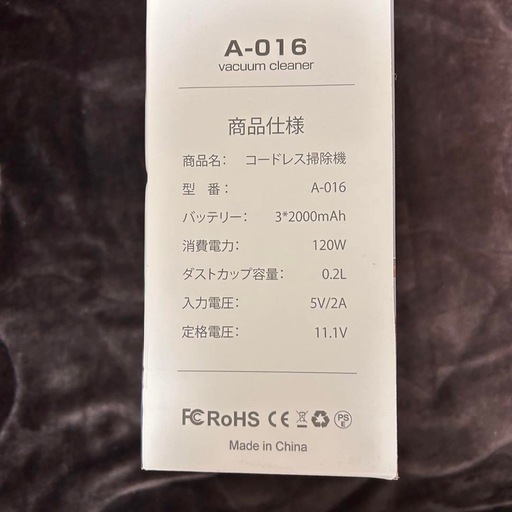 A-016
vacuum cleaner
商品仕様
商品名： コードレス掃除機
型 番： A-016
バッテリー： 3*2000mAh
消費電力： 120W
ダストカップ容量： 0.2L
入力電圧： 5V/2A
定格電圧： 11.1V
FC RoHS CE PS E
Made in China